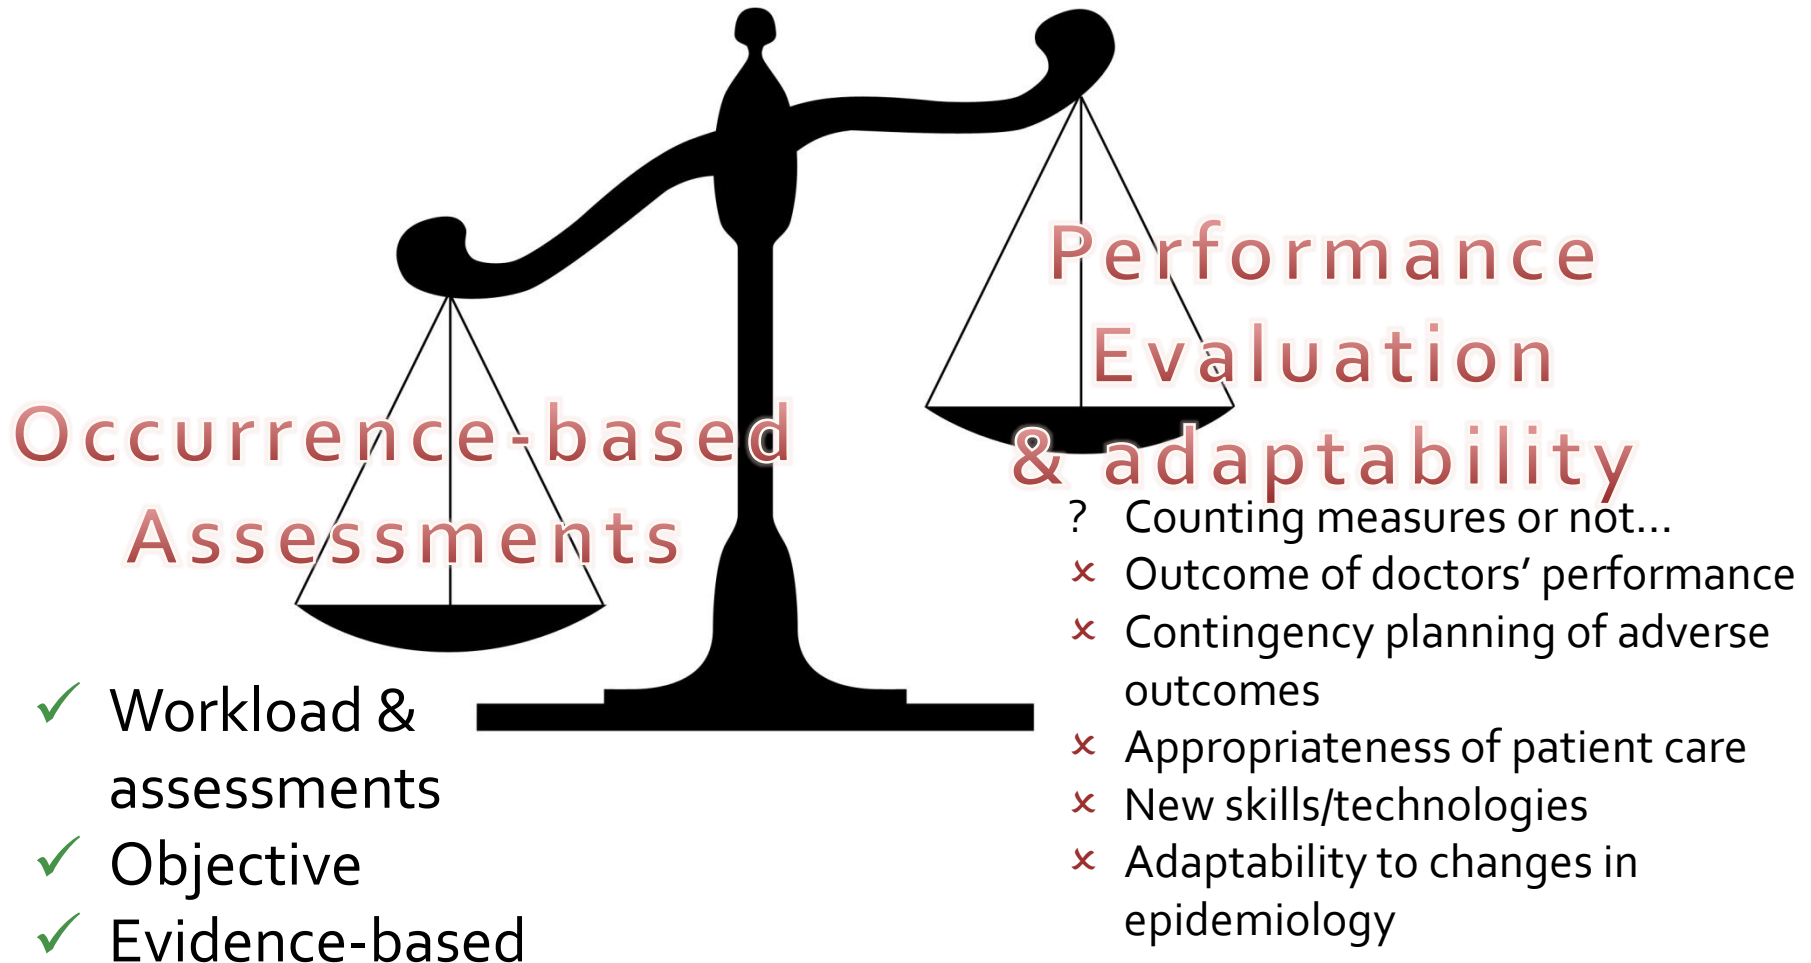 Occurrence-based
Assessments
✓ Workload &
assessments
✓ Objective
✓ Evidence-based
Performance
Evaluation
& adaptability
? Counting measures or not...
× Outcome of doctors’ performance
× Contingency planning of adverse
outcomes
× Appropriateness of patient care
× New skills/technologies
× Adaptability to changes in
epidemiology